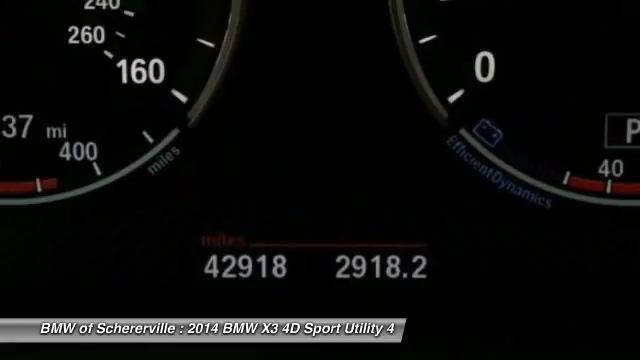 240
260
160
0
37 mi
P
400
miles
EfficientDynamics
40
miles
42918 2918.2
BMW of Schererville : 2014 BMW X3 4D Sport Utility 4